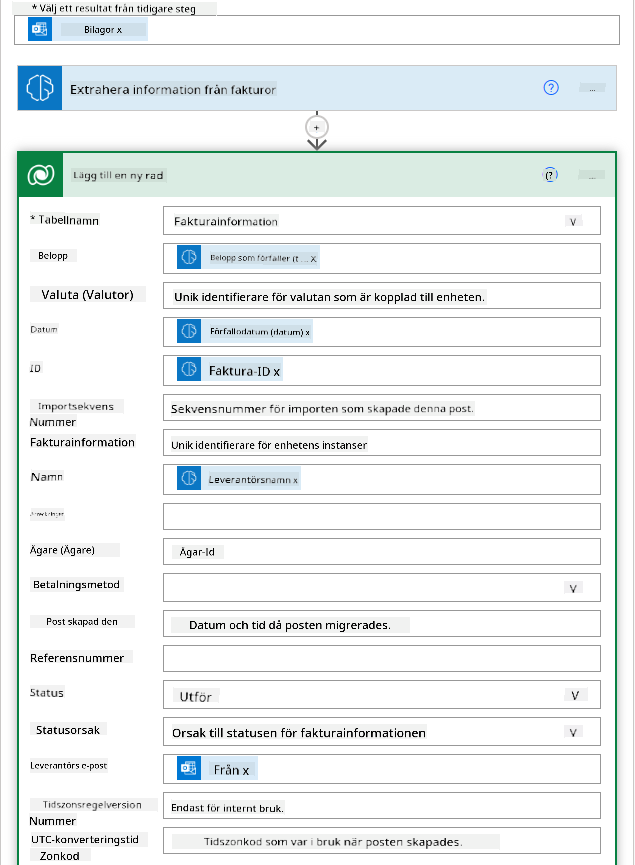 * Välj ett resultat från tidigare steg
Bilagor x
Extrahera information från fakturor
?
...
+
Lägg till en ny rad
(?
...
* Tabellnamn
Fakturainformation
V
Belopp
Belopp som förfaller (t ... X
Valuta (Valutor)
Unik identifierare för valutan som är kopplad till enheten.
Datum
Förfallodatum (datum) x
ID
Faktura-ID x
Importsekvens
Nummer
Sekvensnummer för importen som skapade denna post.
Fakturainformation
Unik identifierare för enhetens instanser
Namn
Leverantörsnamn x
Anteckningar
Ägare (Ägare)
Ägar-Id
Betalningsmetod
V
Post skapad den
Datum och tid då posten migrerades.
Referensnummer
Status
Utför
V
Statusorsak
Orsak till statusen för fakturainformationen
V
Leverantörs e-post
Från x
Tidszonsregelversion
Nummer
Endast för internt bruk.
UTC-konverteringstid
Zonkod
Tidszonkod som var i bruk när posten skapades.